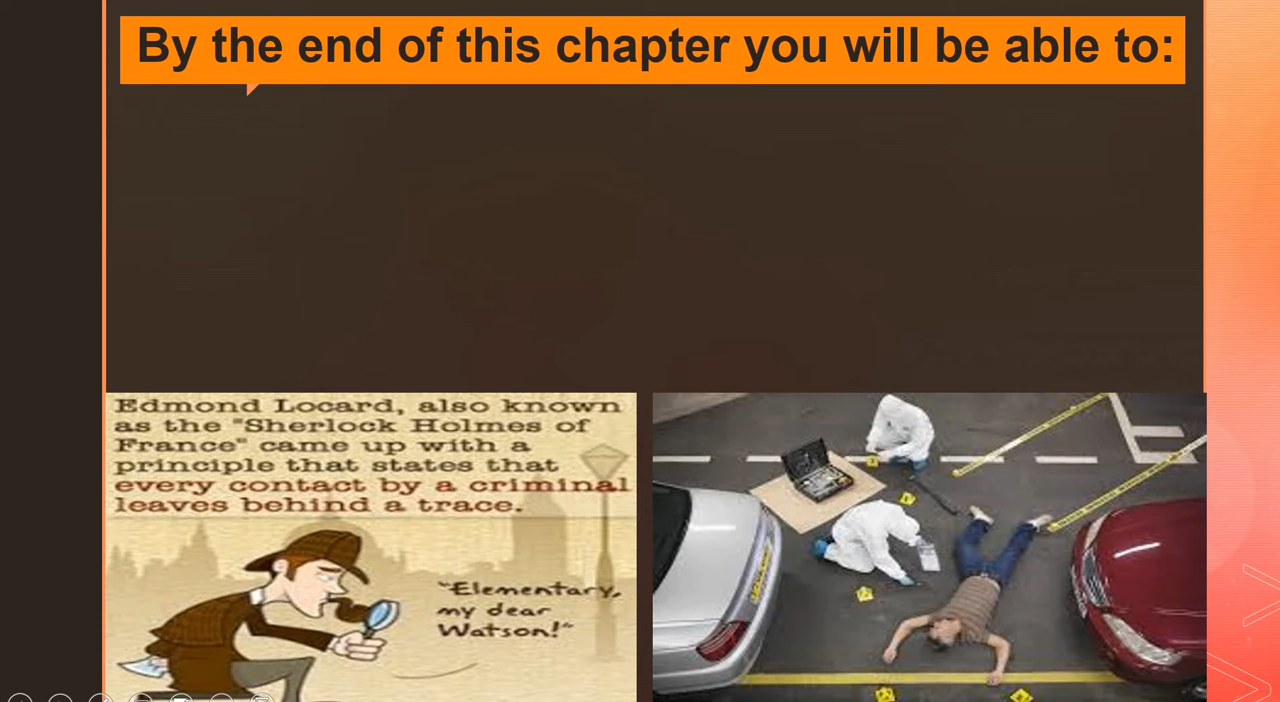 By the end of this chapter you will be able to:
Edmond Locard, also known
as the "Sherlock Holmes of
France" came up with a
principle that states that
every contact by a criminal
leaves behind a trace.
"Elementary,
my dear
Watson!"